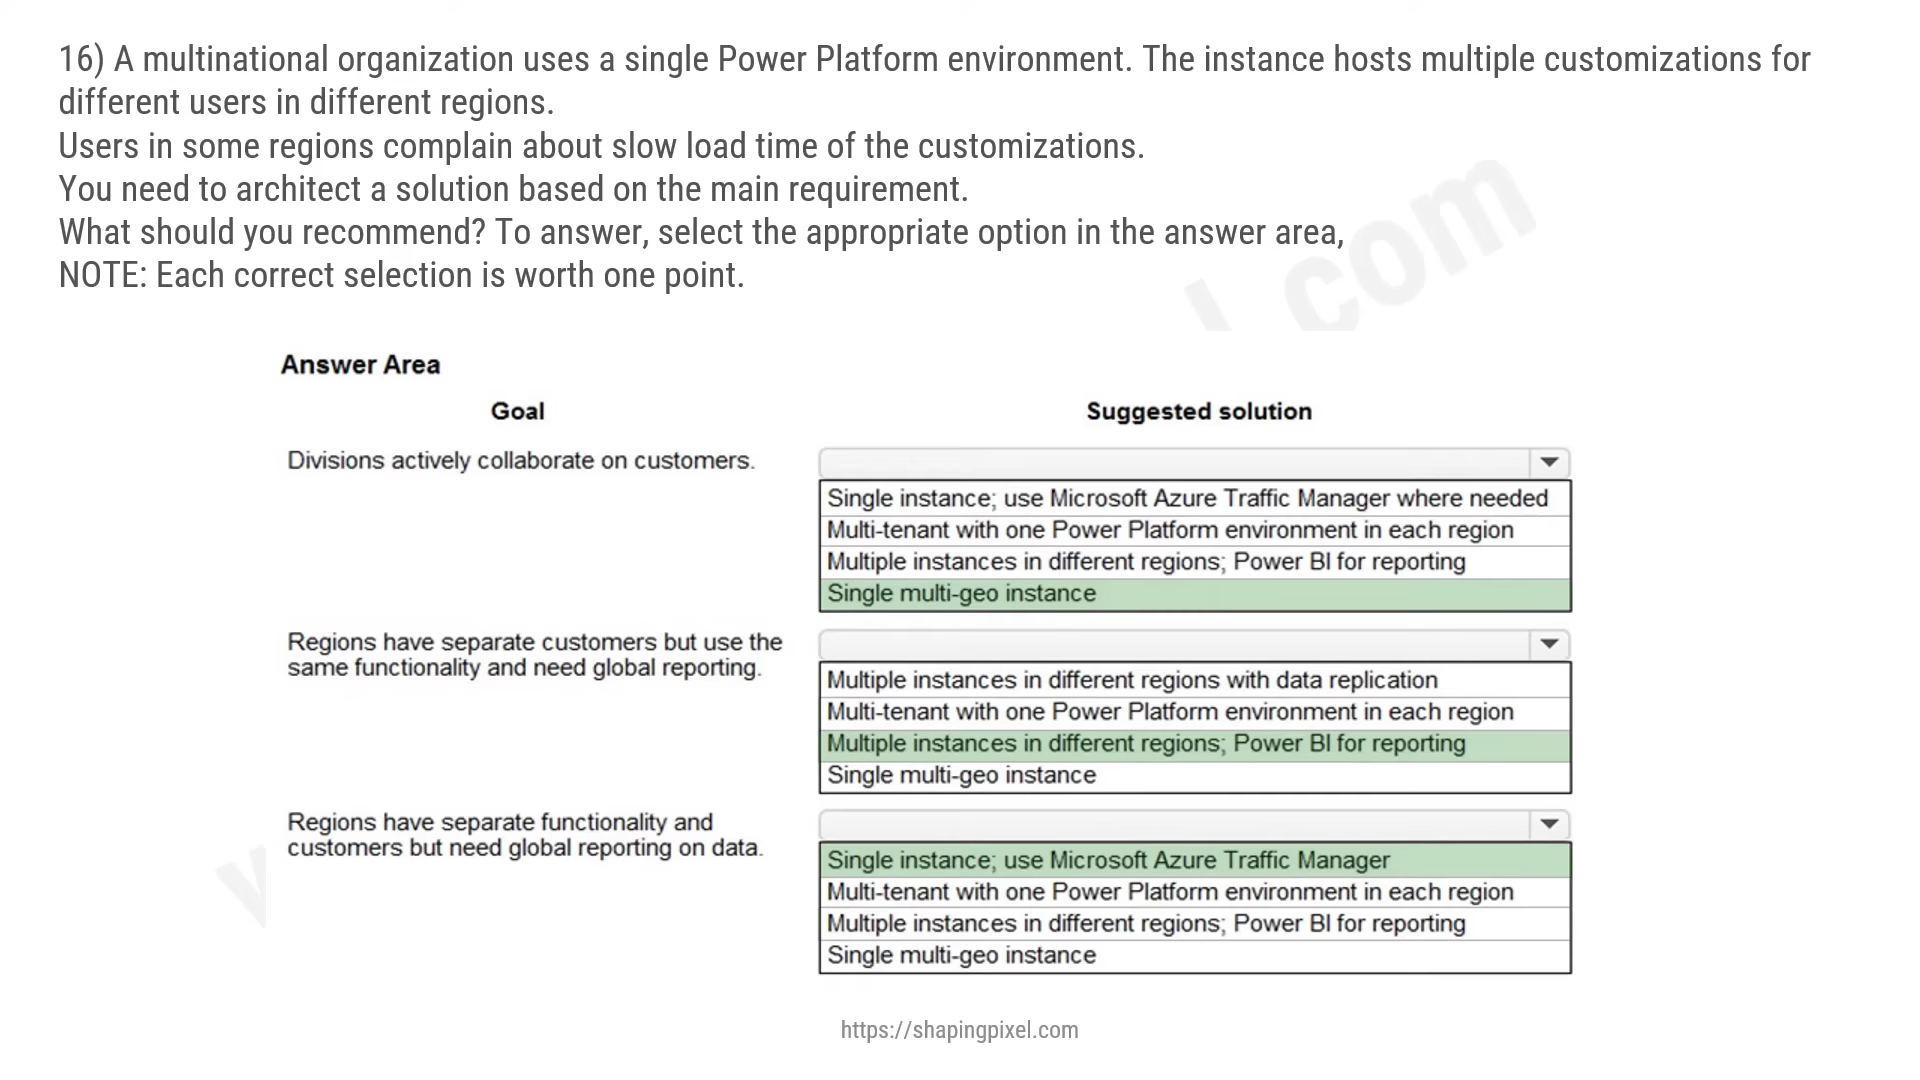 16) A multinational organization uses a single Power Platform environment. The instance hosts multiple customizations for
different users in different regions.
Users in some regions complain about slow load time of the customizations.
You need to architect a solution based on the main requirement.
What should you recommend? To answer, select the appropriate option in the answer area,
NOTE: Each correct selection is worth one point.
l.com
Answer Area
Goal
Suggested solution
Divisions actively collaborate on customers.
Single instance; use Microsoft Azure Traffic Manager where needed
Multi-tenant with one Power Platform environment in each region
Multiple instances in different regions; Power BI for reporting
Single multi-geo instance
Regions have separate customers but use the
same functionality and need global reporting.
Multiple instances in different regions with data replication
Multi-tenant with one Power Platform environment in each region
Multiple instances in different regions; Power BI for reporting
Single multi-geo instance
Regions have separate functionality and
customers but need global reporting on data.
Single instance; use Microsoft Azure Traffic Manager
Multi-tenant with one Power Platform environment in each region
Multiple instances in different regions; Power BI for reporting
Single multi-geo instance
https://shapingpixel.com